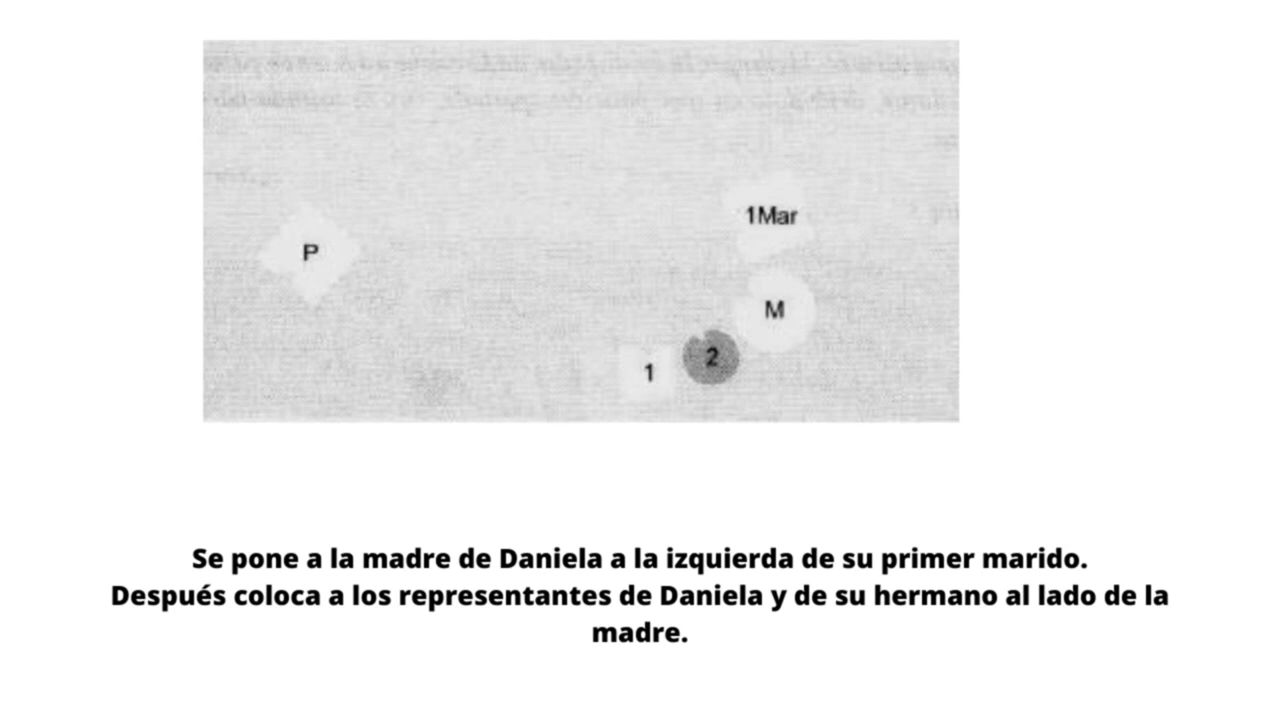 1Mar
P
M
2
1
Se pone a la madre de Daniela a la izquierda de su primer marido.
Después coloca a los representantes de Daniela y de su hermano al lado de la
madre.